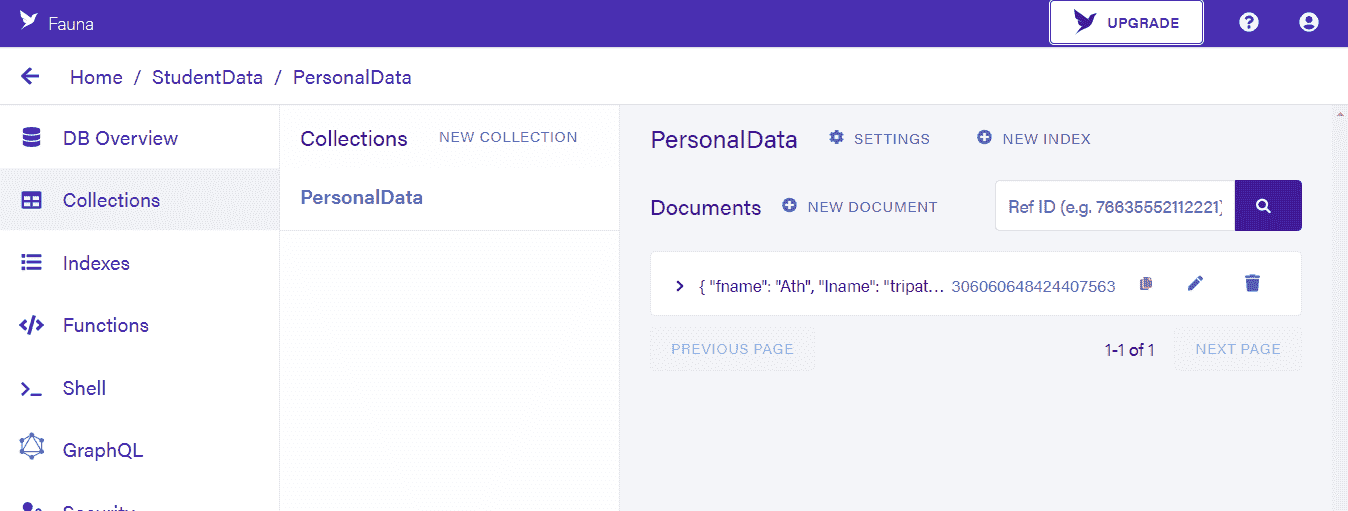 Fauna
UPGRADE
Home / StudentData / PersonalData
DB Overview
Collections
Indexes
Functions
Shell
GraphQL
Security
Collections NEW COLLECTION
PersonalData
PersonalData SETTINGS NEW INDEX
Documents NEW DOCUMENT Ref ID (e.g. 76635552112221)
{ "fname": "Ath", "lname": "tripat... 306060648424407563
PREVIOUS PAGE 1-1 of 1 NEXT PAGE